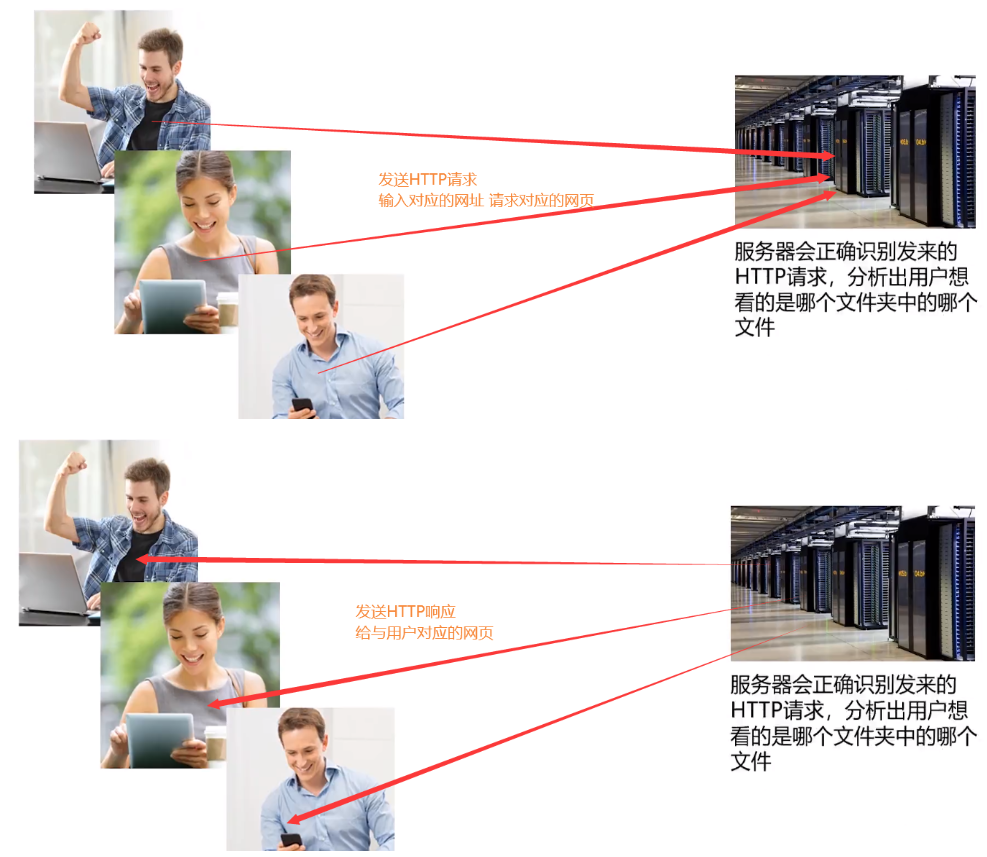 发送HTTP请求
输入对应的网址 请求对应的网页
服务器会正确识别发来的
HTTP请求，分析出用户想
看的是哪个文件夹中的哪个
文件
发送HTTP响应
给与用户对应的网页
服务器会正确识别发来的
HTTP请求，分析出用户想
看的是哪个文件夹中的哪个
文件